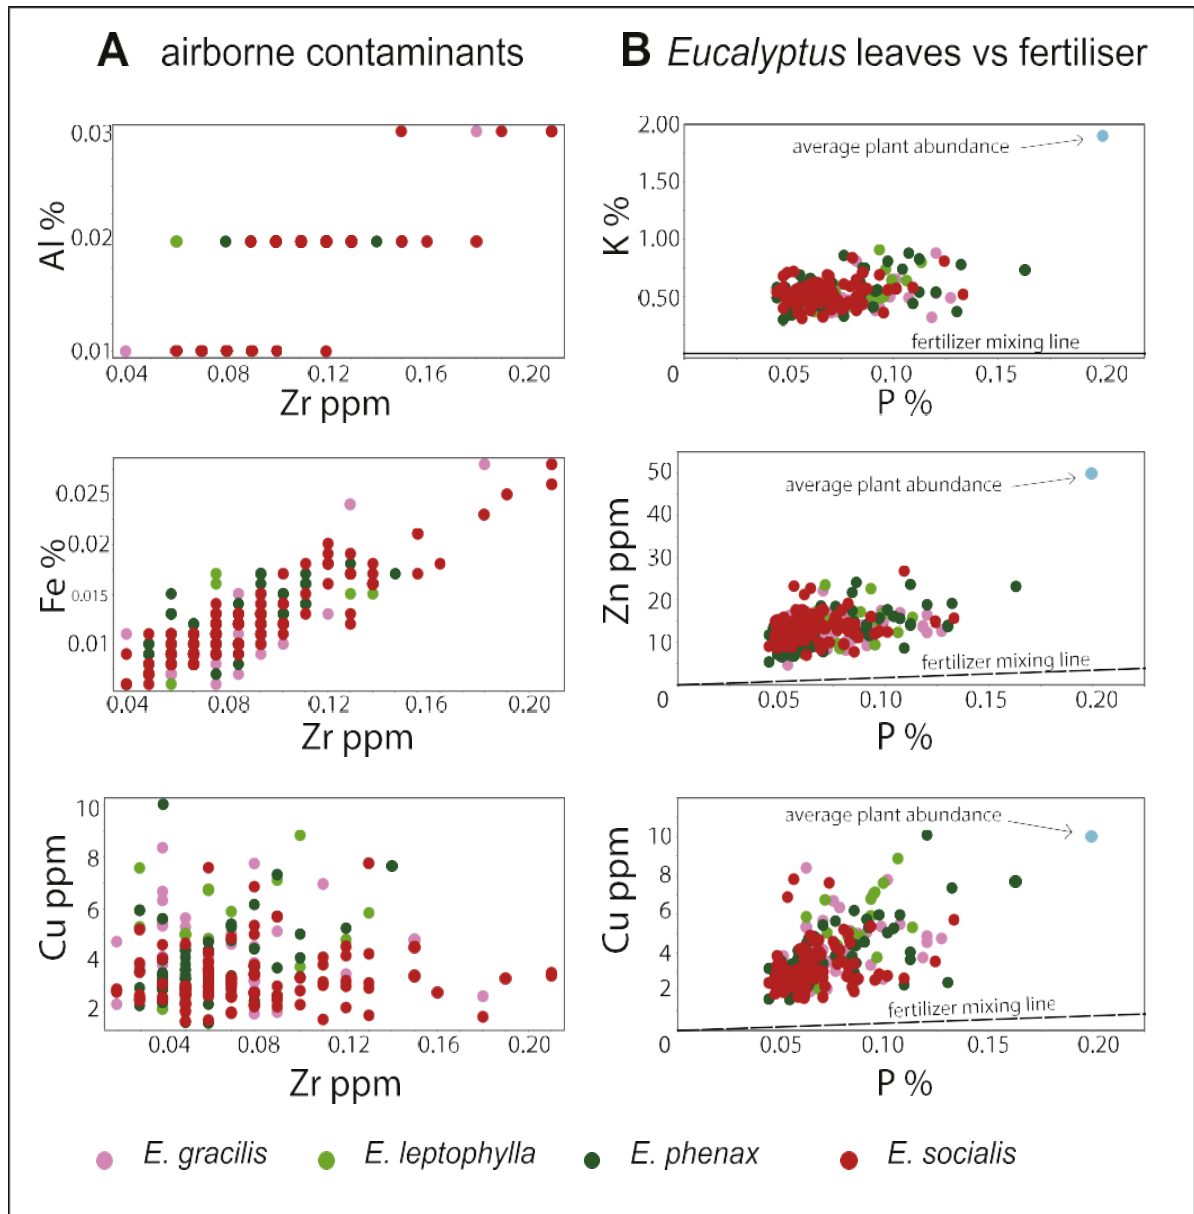 A airborne contaminants
B Eucalyptus leaves vs fertiliser
Al %
0.03
0.02
0.01
0.04 0.08 0.12 0.16 0.20
Zr ppm
K %
2.00
1.50
1.00
0.50
average plant abundance
fertilizer mixing line
0 0.05 0.10 0.15 0.20
P %
Fe %
0.025
0.02
0.015
0.01
0.04 0.08 0.12 0.16 0.20
Zr ppm
Zn ppm
50
40
30
20
10
average plant abundance
fertilizer mixing line
0 0.05 0.10 0.15 0.20
P %
Cu ppm
10
8
6
4
2
0.04 0.08 0.12 0.16 0.20
Zr ppm
Cu ppm
10
8
6
4
2
average plant abundance
fertilizer mixing line
0 0.05 0.10 0.15 0.20
P %
E. gracilis E. leptophylla E. phenax E. socialis